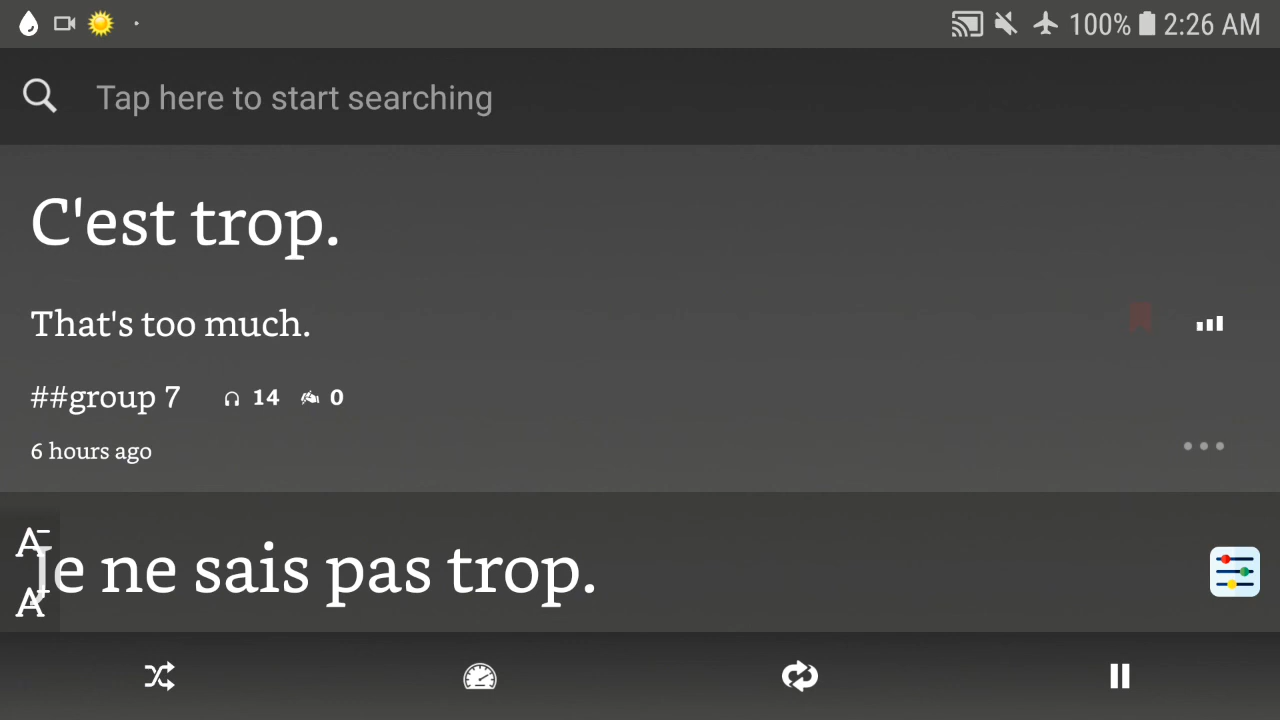 100% 2:26 AM
Tap here to start searching
C'est trop.
That's too much.
##group 7 14 0
6 hours ago
A-
Je ne sais pas trop.
A+